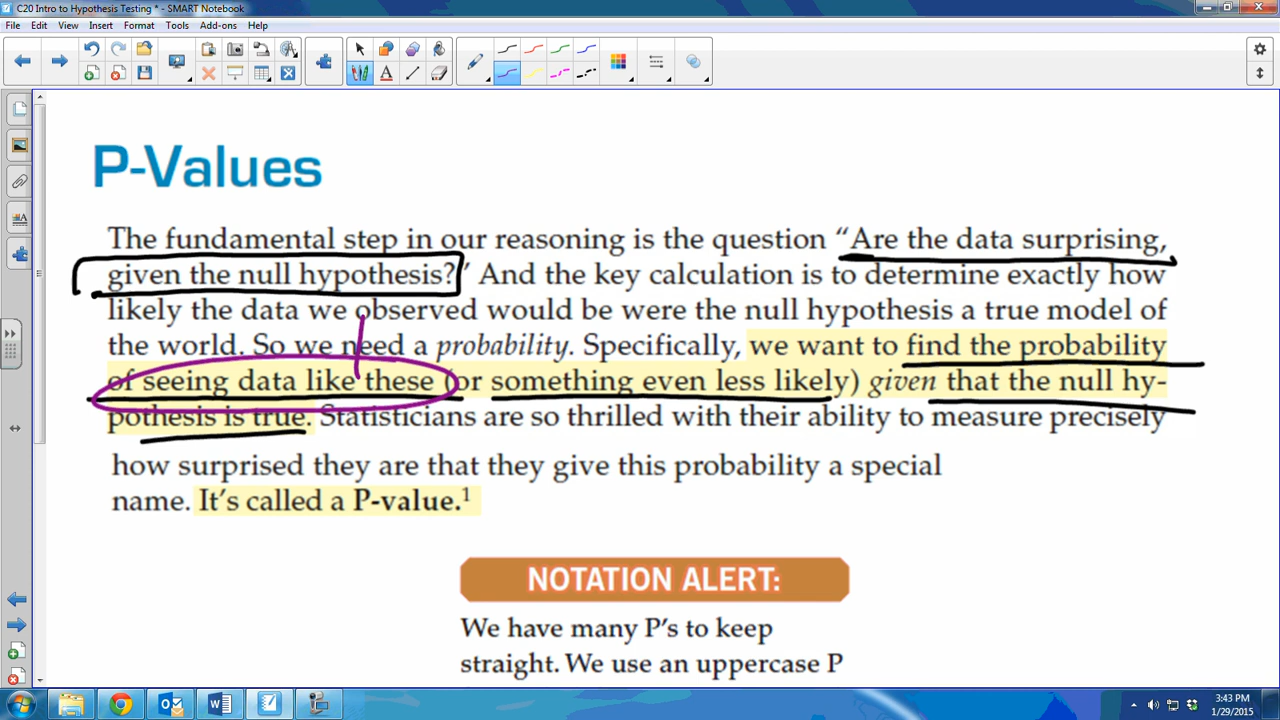 C20 Intro to Hypothesis Testing * - SMART Notebook
File Edit View Insert Format Tools Add-ons Help
P-Values
The fundamental step in our reasoning is the question “Are the data surprising,
given the null hypothesis?” And the key calculation is to determine exactly how
likely the data we observed would be were the null hypothesis a true model of
the world. So we need a probability. Specifically, we want to find the probability
of seeing data like these (or something even less likely) given that the null hy-
pothesis is true. Statisticians are so thrilled with their ability to measure precisely
how surprised they are that they give this probability a special
name. It’s called a P-value.¹
NOTATION ALERT:
We have many P’s to keep
straight. We use an uppercase P
3:43 PM
1/29/2015